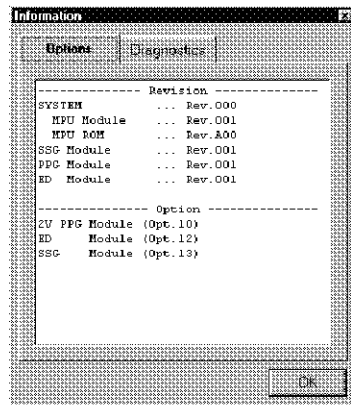 Information
Options
Diagnostics
--------------- Revision ---------------
SYSTEM ... Rev.000
MPU Module ... Rev.001
MPU ROM ... Rev.A00
SSG Module ... Rev.001
PPG Module ... Rev.001
ED Module ... Rev.001
---------------- Option ----------------
2V PPG Module (Opt.10)
ED Module (Opt.12)
SSG Module (Opt.13)
OK